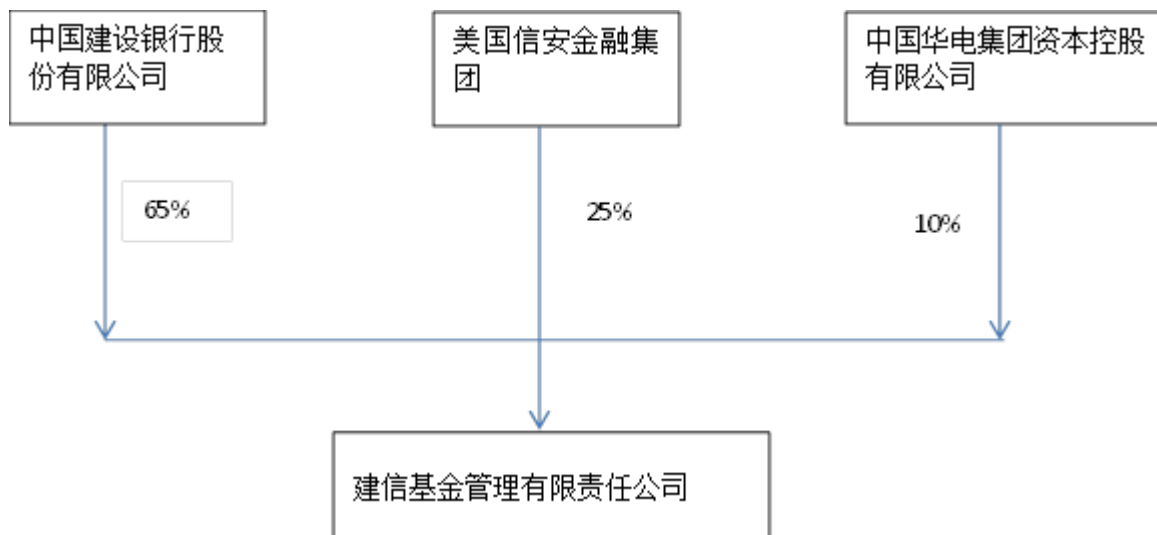 中国建设银行股
份有限公司
美国信安金融集
团
中国华电集团资本控股
有限公司
65%
25%
10%
建信基金管理有限责任公司